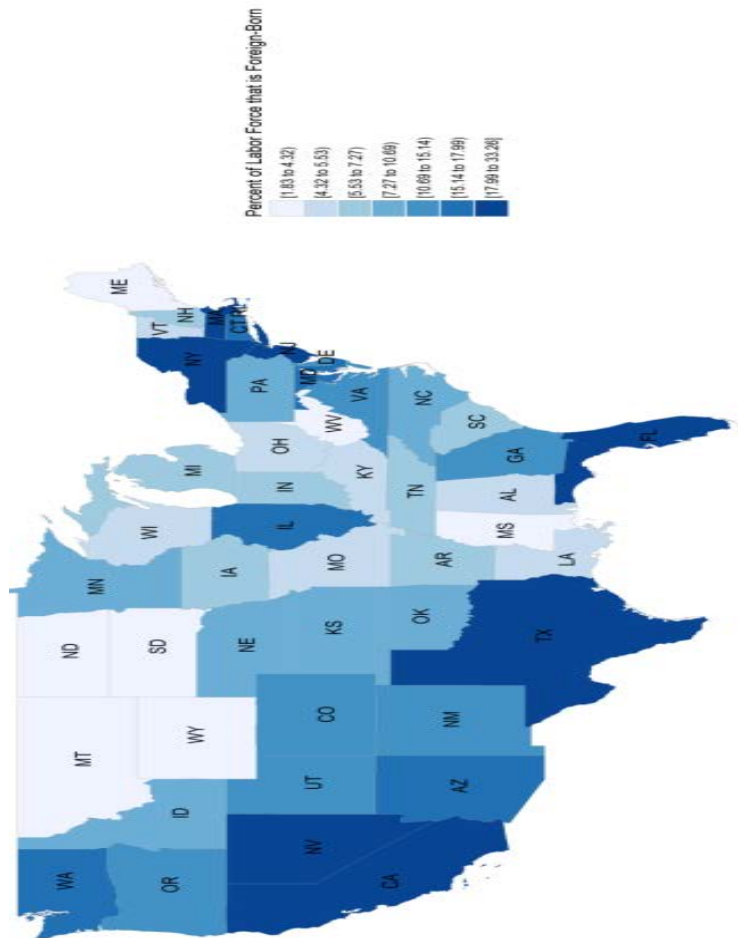 Percent of Labor Force that is Foreign-Born
[1.83 to 4.32)
[4.32 to 5.53)
[5.53 to 7.27)
[7.27 to 10.69)
[10.69 to 15.14)
[15.14 to 17.99)
[17.99 to 33.26]
WA
OR
CA
NV
ID
MT
WY
UT
AZ
CO
NM
ND
SD
NE
KS
OK
TX
MN
IA
MO
AR
LA
WI
IL
MS
MI
IN
KY
TN
AL
OH
WV
GA
FL
SC
NC
VA
PA
MD
DE
NJ
NY
CT
RI
MA
VT
NH
ME